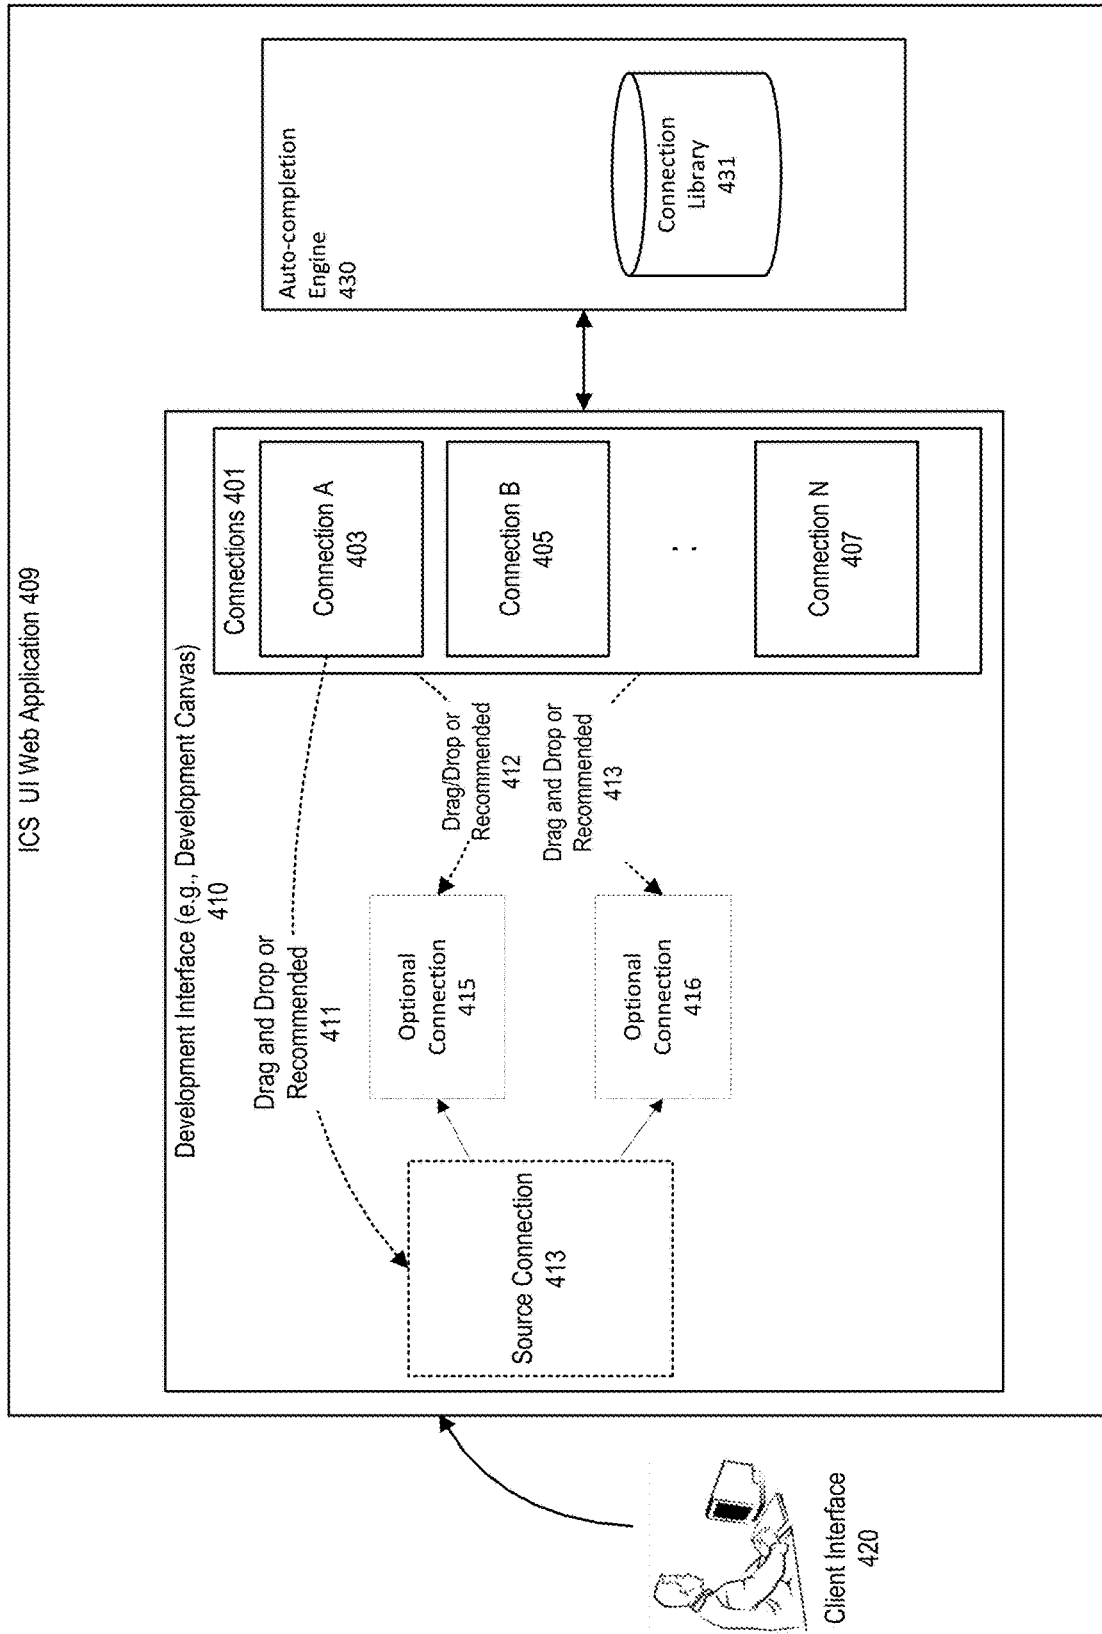 ICS UI Web Application 409
Development Interface (e.g., Development Canvas)
410
Drag and Drop or
Recommended
411
Source Connection
413
Optional
Connection
415
Optional
Connection
416
Drag/Drop or
Recommended
412
Drag and Drop or
Recommended
413
Connections 401
Connection A
403
Connection B
405
. .
Connection N
407
Auto-completion
Engine
430
Connection
Library
431
Client Interface
420